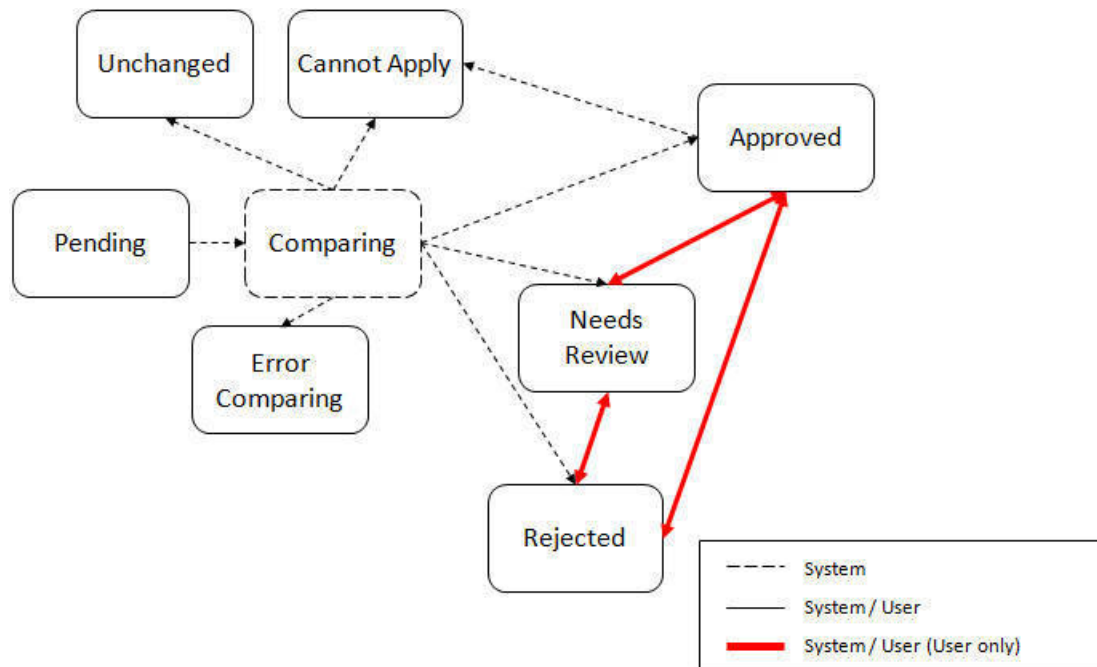 Unchanged
Cannot Apply
Approved
Pending
Comparing
Needs
Review
Error
Comparing
Rejected
System
System / User
System / User (User only)